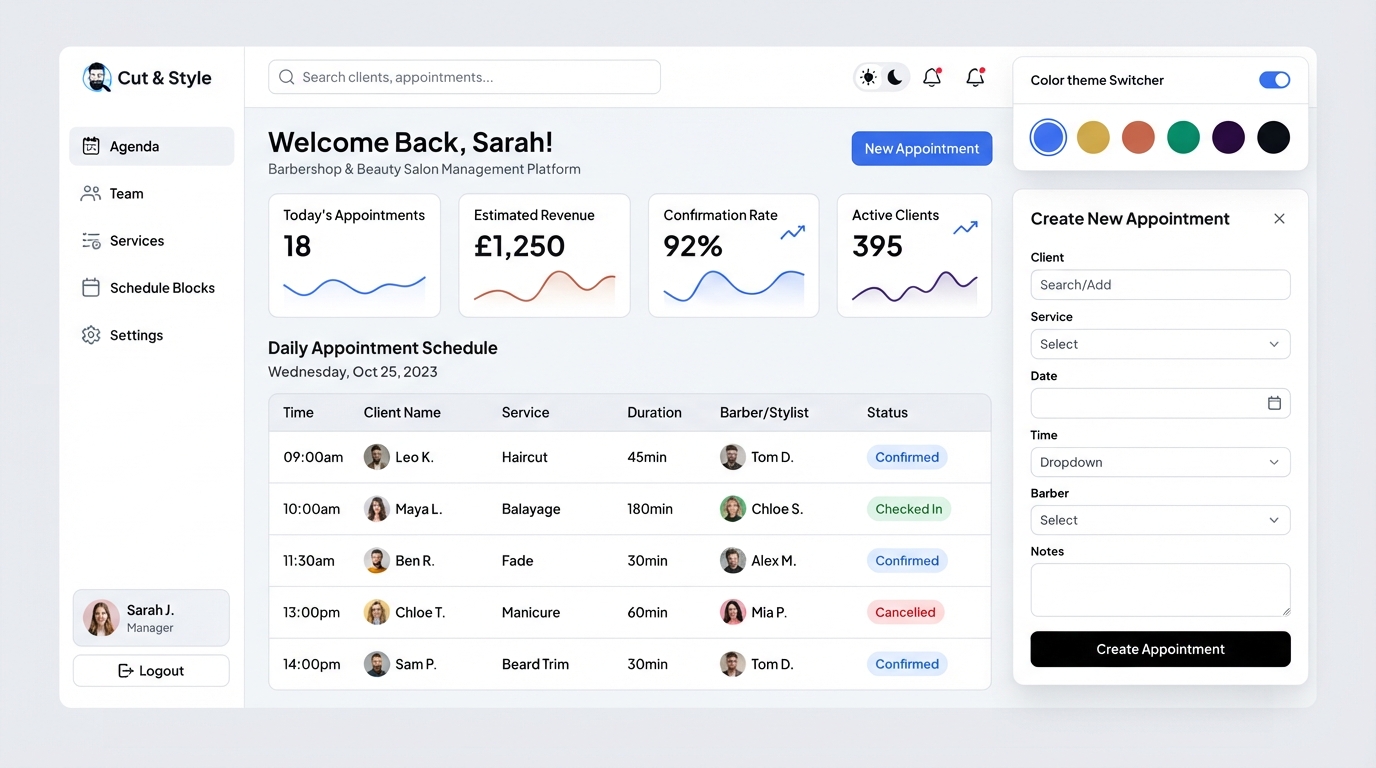 Cut & Style
Agenda
Team
Services
Schedule Blocks
Settings
Sarah J.
Manager
Logout
Search clients, appointments...
Welcome Back, Sarah!
Barbershop & Beauty Salon Management Platform
New Appointment
Today's Appointments
18
Estimated Revenue
£1,250
Confirmation Rate
92%
Active Clients
395
Daily Appointment Schedule
Wednesday, Oct 25, 2023
Time Client Name Service Duration Barber/Stylist Status
09:00am Leo K. Haircut 45min Tom D. Confirmed
10:00am Maya L. Balayage 180min Chloe S. Checked In
11:30am Ben R. Fade 30min Alex M. Confirmed
13:00pm Chloe T. Manicure 60min Mia P. Cancelled
14:00pm Sam P. Beard Trim 30min Tom D. Confirmed
Color theme Switcher
Create New Appointment
Client
Search/Add
Service
Select
Date
Time
Dropdown
Barber
Select
Notes
Create Appointment